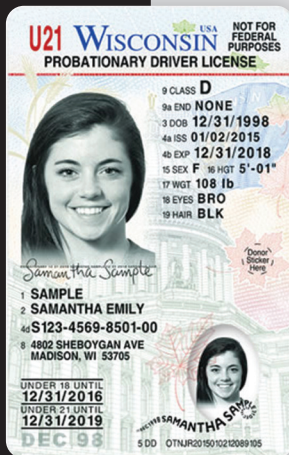 U21 WISCONSIN USA
NOT FOR
FEDERAL
PURPOSES
PROBATIONARY DRIVER LICENSE
9 CLASS D
9a END NONE
3 DOB 12/31/1998
4a ISS 01/02/2015
4b EXP 12/31/2018
15 SEX F 16 HGT 5'-01"
17 WGT 108 lb
18 EYES BRO
19 HAIR BLK
Donor
Sticker
Here
Samantha Sample
1 SAMPLE
2 SAMANTHA EMILY
4d S123-4569-8501-00
8 4802 SHEBOYGAN AVE
MADISON, WI 53705
UNDER 18 UNTIL
12/31/2016
UNDER 21 UNTIL
12/31/2019
DEC 98
SAMANTHA SAM
5 DD OTNJR2015010212089105